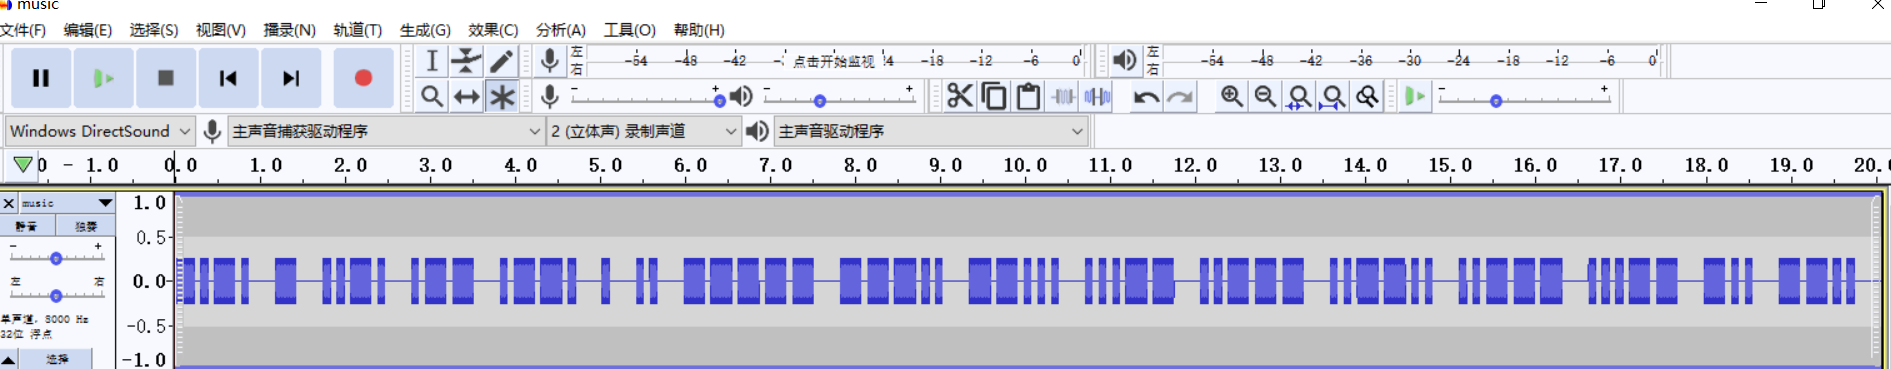 music
文件(F) 编辑(E) 选择(S) 视图(V) 播录(N) 轨道(T) 生成(G) 效果(C) 分析(A) 工具(O) 帮助(H)
左 -54 -48 -42 点击开始监视 -18 -12 -6 0 左 -54 -48 -42 -36 -30 -24 -18 -12 -6 0
右 右
- + - + - +
Windows DirectSound 主声音捕获驱动程序 2 (立体声) 录制声道 主声音驱动程序
- 1.0 0.0 1.0 2.0 3.0 4.0 5.0 6.0 7.0 8.0 9.0 10.0 11.0 12.0 13.0 14.0 15.0 16.0 17.0 18.0 19.0 20.
music 1.0
静音 独奏
- + 0.5
左 右 0.0
单声道, 8000 Hz -0.5
32位 浮点
选择 -1.0